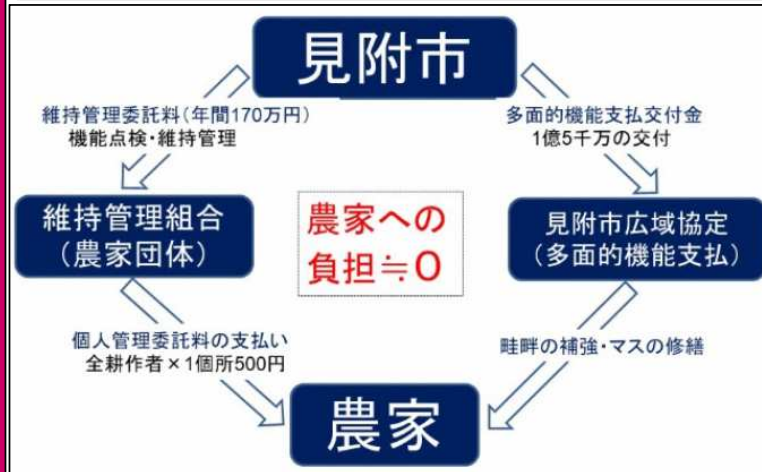 見附市
維持管理委託料(年間170万円)
機能点検・維持管理
多面的機能支払交付金
1億5千万の交付
維持管理組合
(農家団体)
農家への
負担≒0
見附市広域協定
(多面的機能支払)
個人管理委託料の支払い
全耕作者×1個所500円
畦畔の補強・マスの修繕
農家